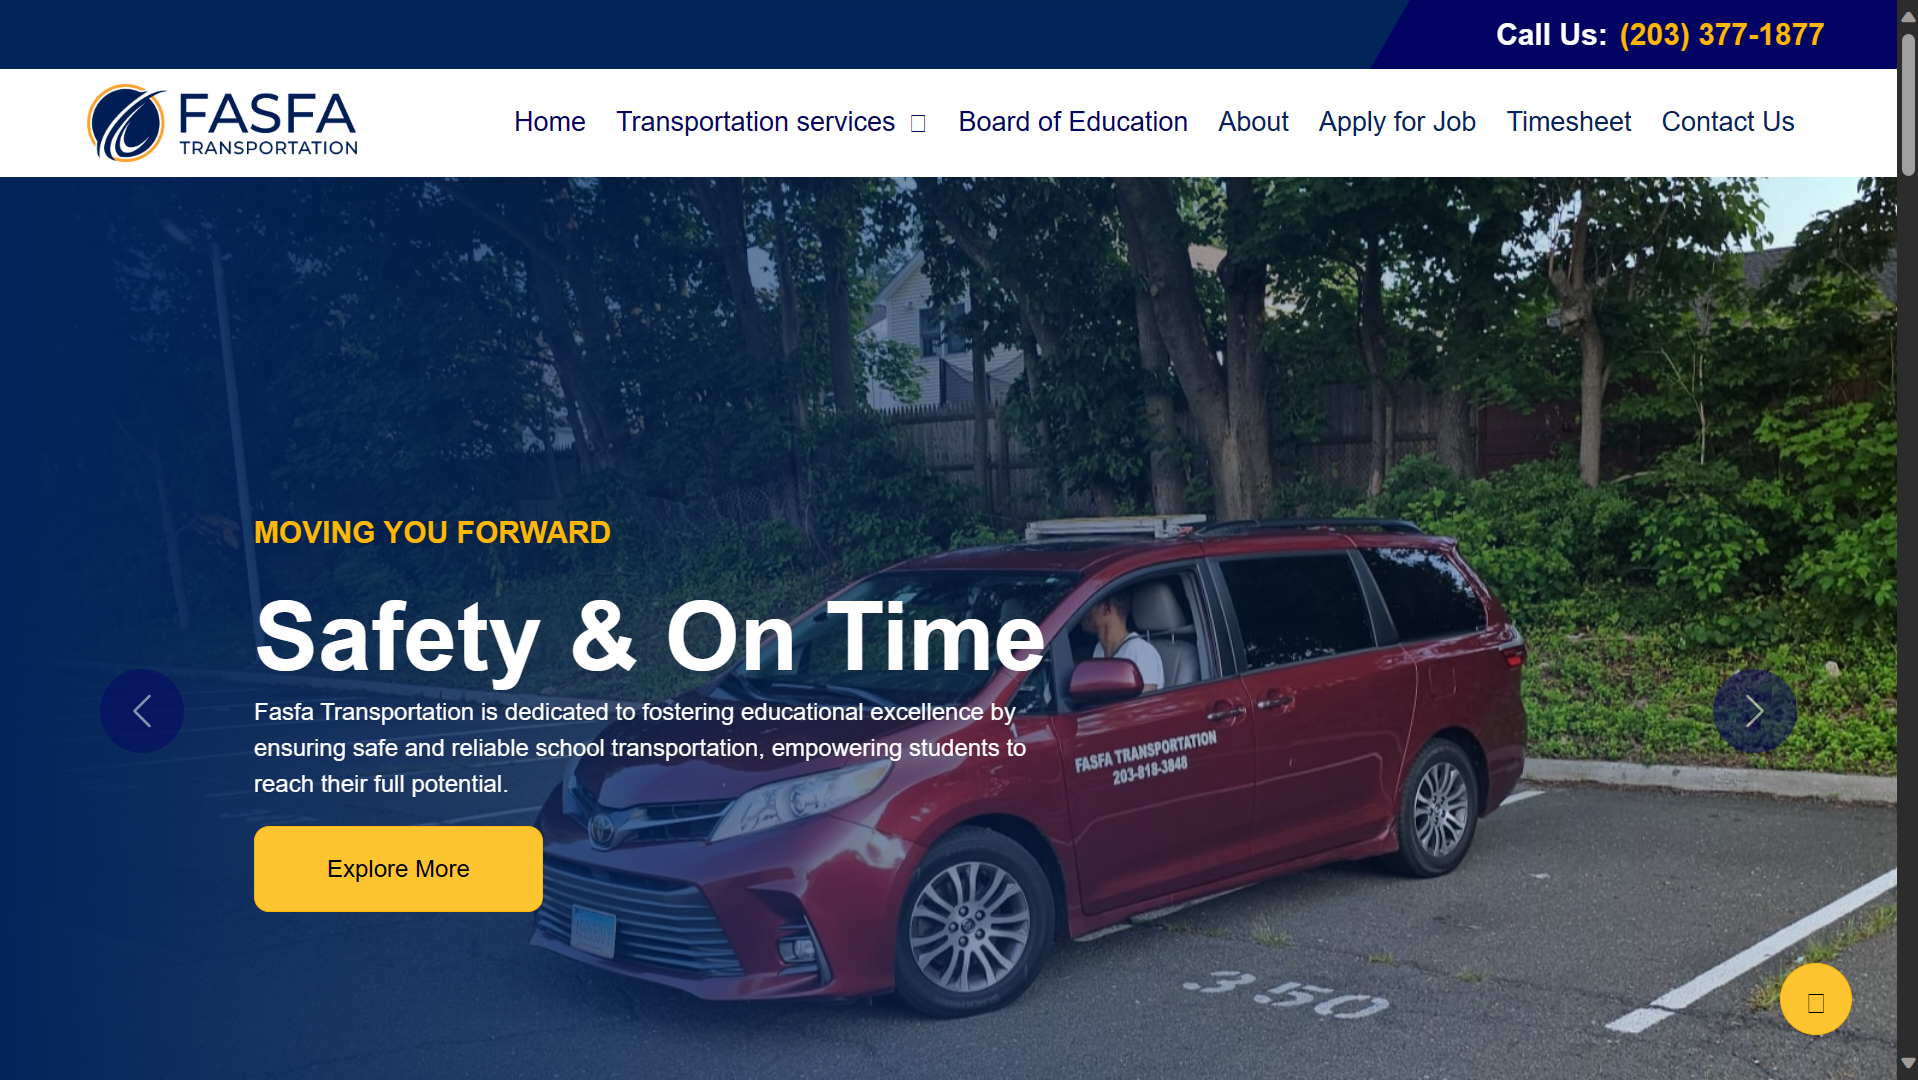 Call Us: (203) 377-1877
FASFA
TRANSPORTATION
Home Transportation services Board of Education About Apply for Job Timesheet Contact Us
MOVING YOU FORWARD
Safety & On Time
Fasfa Transportation is dedicated to fostering educational excellence by
ensuring safe and reliable school transportation, empowering students to
reach their full potential.
Explore More
FASFA TRANSPORTATION
203-818-3848
350